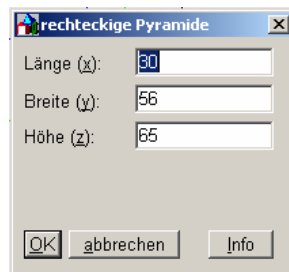 rechteckige Pyramide
Länge (x): 30
Breite (y): 56
Höhe (z): 65
OK abbrechen Info